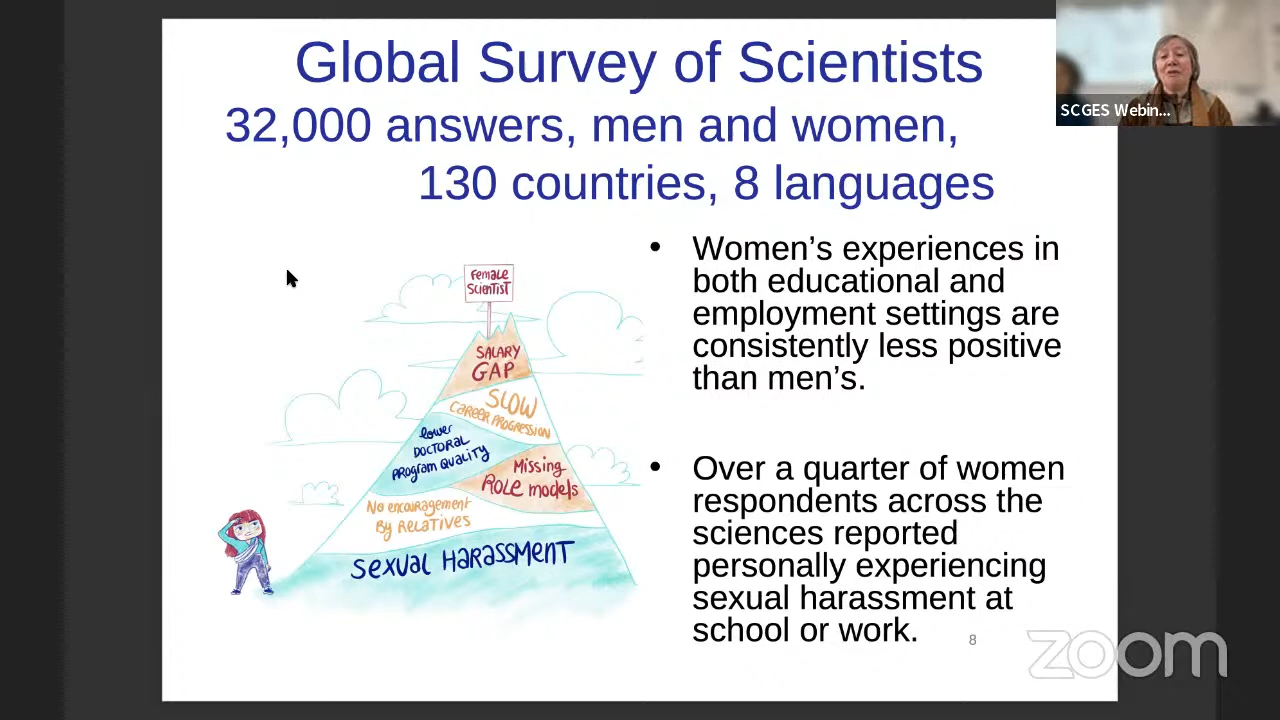 Global Survey of Scientists
32,000 answers, men and women,
130 countries, 8 languages
SCGES Webin...
• Women’s experiences in
both educational and
employment settings are
consistently less positive
than men’s.
• Over a quarter of women
respondents across the
sciences reported
personally experiencing
sexual harassment at
school or work.
Female
Scientist
SALARY
GAP
SLOW
CAREER PROGRESSION
lower
DOCTORAL
PROGRAM QUALITY
Missing
ROLE models
No encouragement
By RELATIVES
SEXUAL HARASSMENT
8
zoom